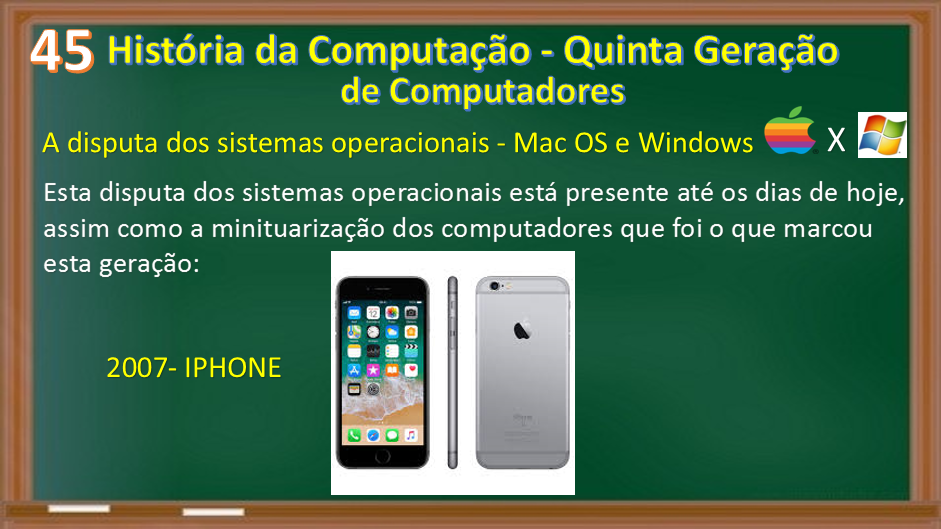 45 História da Computação - Quinta Geração
de Computadores
A disputa dos sistemas operacionais - Mac OS e Windows X
Esta disputa dos sistemas operacionais está presente até os dias de hoje,
assim como a minituarização dos computadores que foi o que marcou
esta geração:
2007- IPHONE